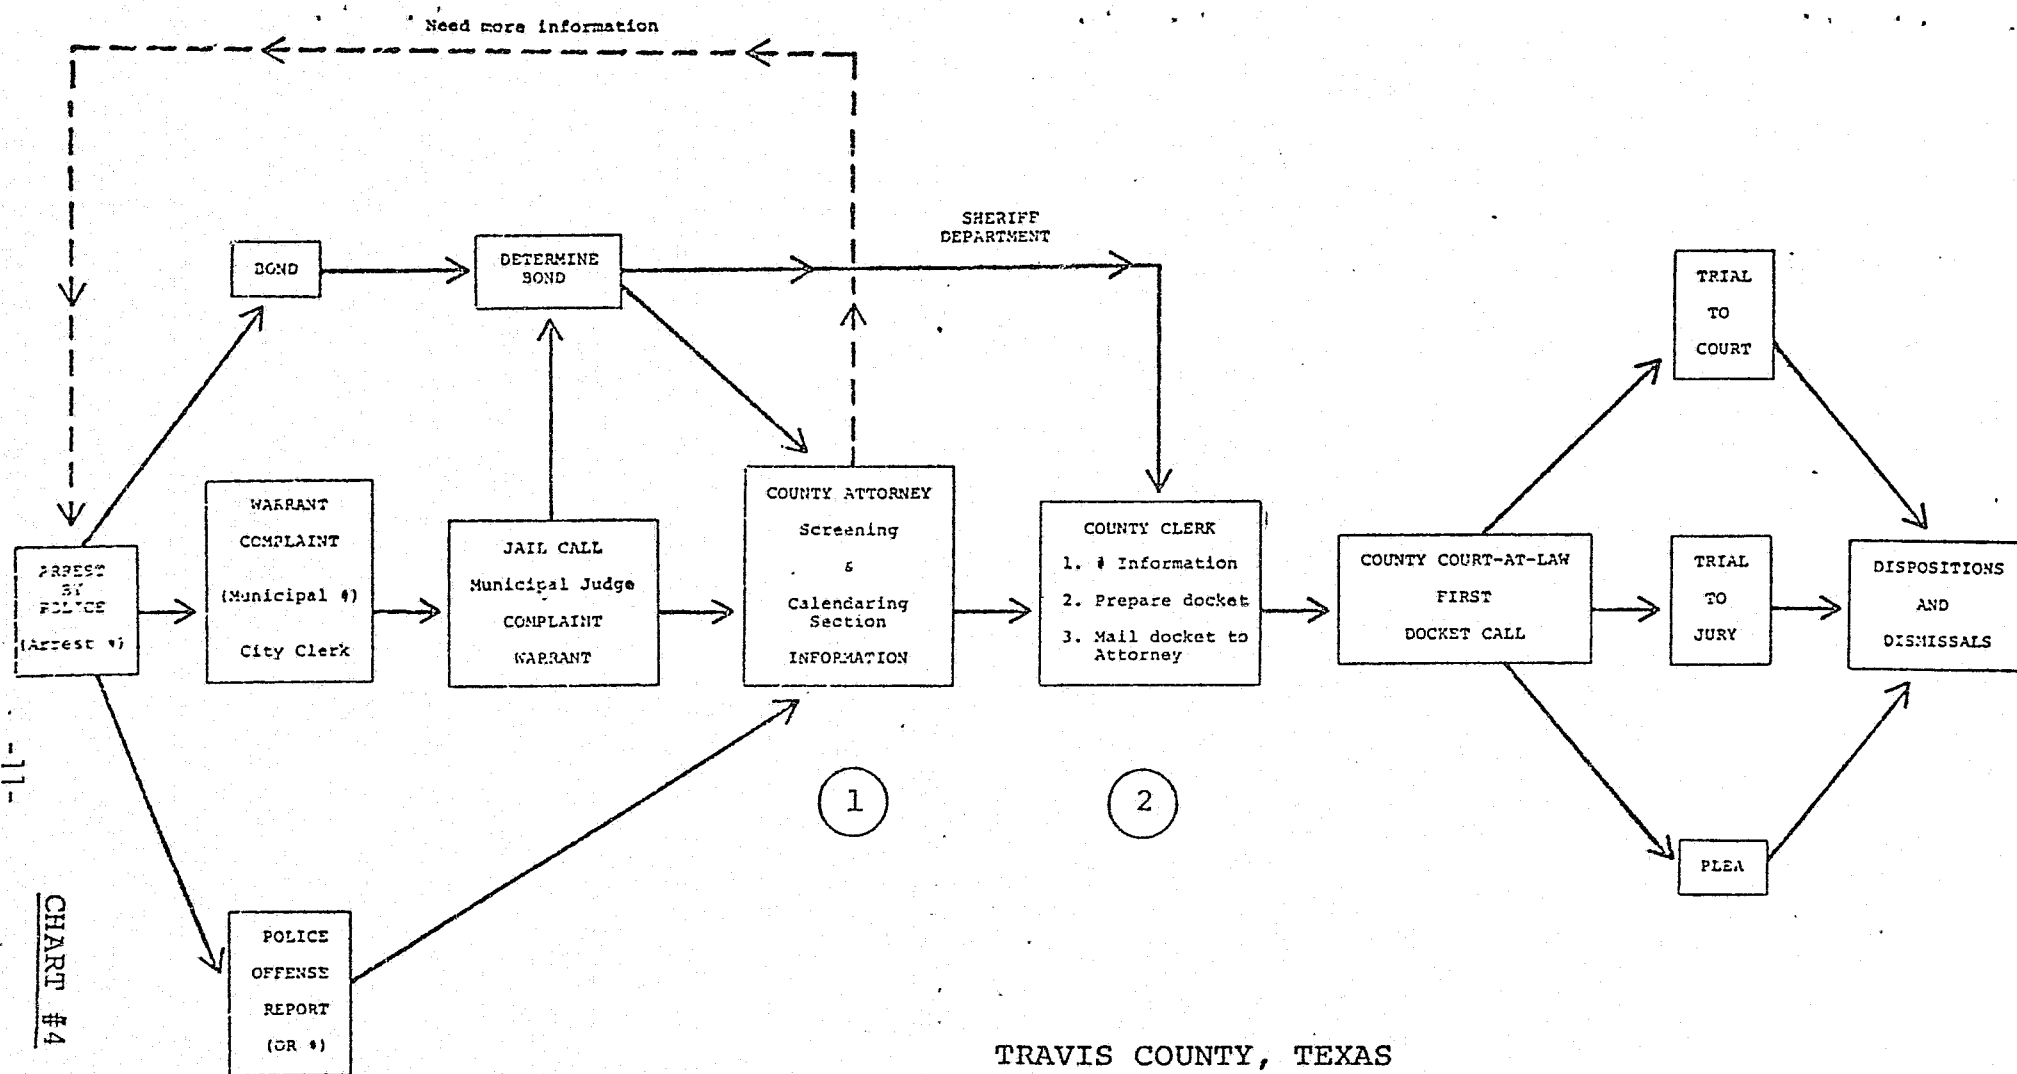 Need more information
SHERIFF
DEPARTMENT
BOND
DETERMINE
BOND
TRIAL
TO
COURT
ARREST
BY
POLICE
(Arrest #)
WARRANT
COMPLAINT
(Municipal #)
City Clerk
JAIL CALL
Municipal Judge
COMPLAINT
WARRANT
COUNTY ATTORNEY
Screening
&
Calendaring
Section
INFORMATION
COUNTY CLERK
1. # Information
2. Prepare docket
3. Mail docket to
Attorney
COUNTY COURT-AT-LAW
FIRST
DOCKET CALL
TRIAL
TO
JURY
DISPOSITIONS
AND
DISMISSALS
1
2
PLEA
POLICE
OFFENSE
REPORT
(OR #)
-11-
CHART #4
TRAVIS COUNTY, TEXAS